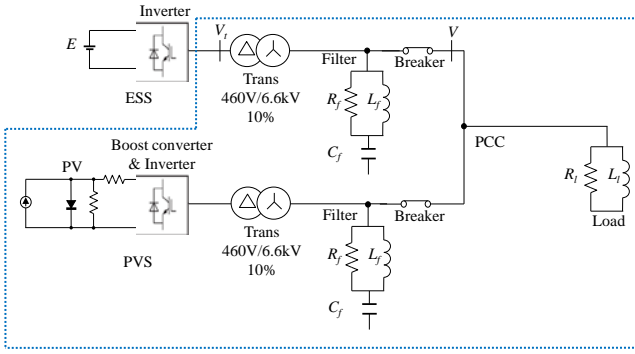 Inverter
E
V_t
V
ESS
Trans
460V/6.6kV
10%
Filter
Breaker
R_f
L_f
C_f
PCC
Boost converter
& Inverter
PV
PVS
Trans
460V/6.6kV
10%
Filter
Breaker
R_f
L_f
C_f
R_l
L_l
Load